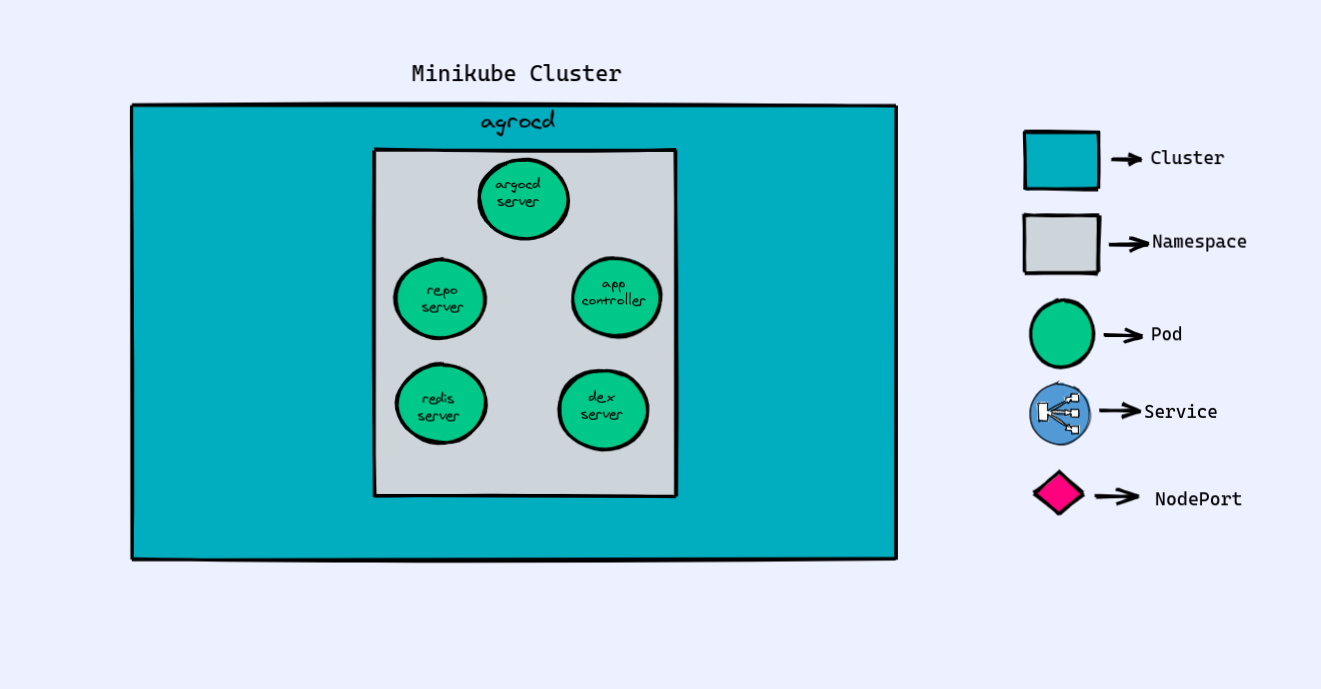 Minikube Cluster
agrocd
argocd
server
repo
server
app
controller
redis
server
dex
server
Cluster
Namespace
Pod
Service
NodePort